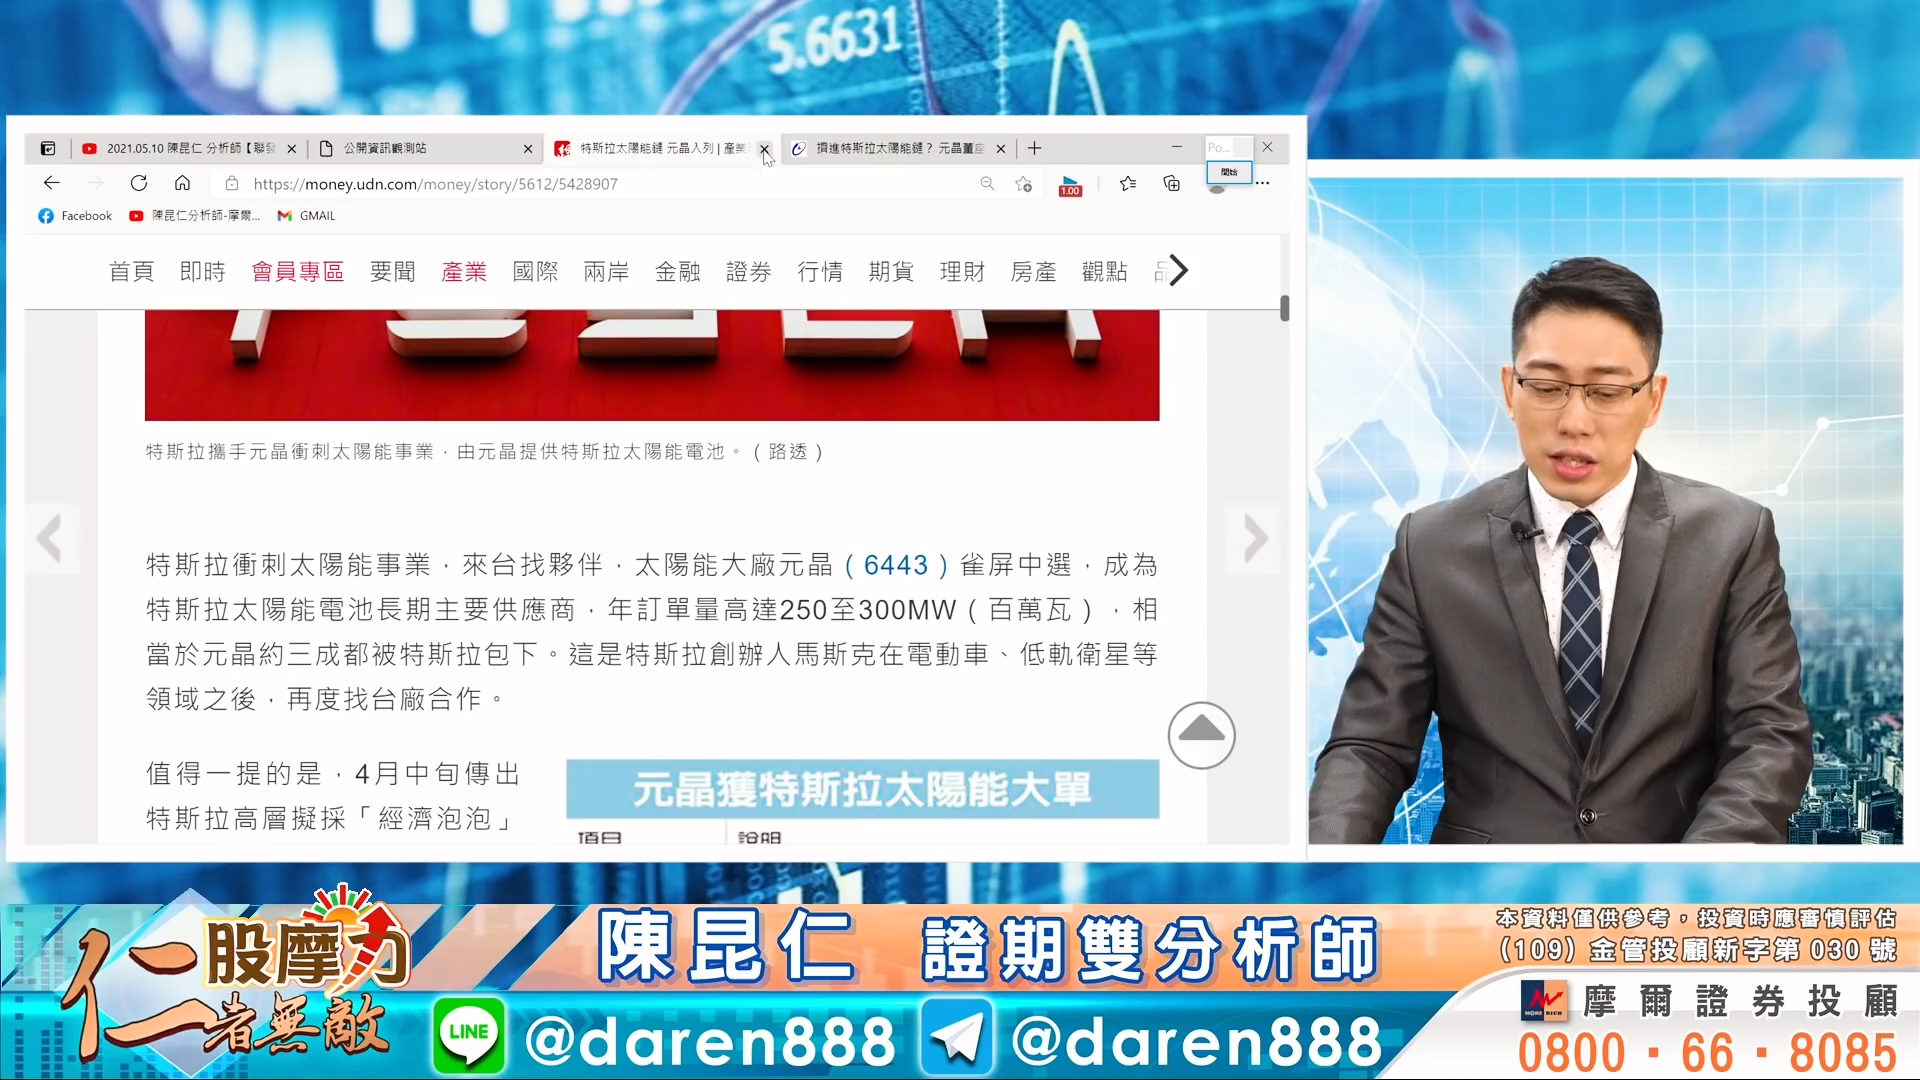 5.6631
2021.05.10 陳昆仁 分析師【聯發
公開資訊觀測站
特斯拉太陽能鏈 元晶入列 | 產業
擠進特斯拉太陽能鏈？ 元晶董座
Po...
開始
https://money.udn.com/money/story/5612/5428907
1.00
Facebook
陳昆仁分析師-摩爾...
GMAIL
首頁 即時 會員專區 要聞 產業 國際 兩岸 金融 證券 行情 期貨 理財 房產 觀點 品
特斯拉攜手元晶衝刺太陽能事業，由元晶提供特斯拉太陽能電池。（路透）
特斯拉衝刺太陽能事業，來台找夥伴，太陽能大廠元晶（6443）雀屏中選，成為
特斯拉太陽能電池長期主要供應商，年訂單量高達250至300MW（百萬瓦），相
當於元晶約三成都被特斯拉包下。這是特斯拉創辦人馬斯克在電動車、低軌衛星等
領域之後，再度找台廠合作。
值得一提的是，4月中旬傳出
特斯拉高層擬採「經濟泡泡」
元晶獲特斯拉太陽能大單
項目 說明
股摩力
仁者無敵
陳昆仁 證期雙分析師
LINE @daren888 @daren888
本資料僅供參考，投資時應審慎評估
(109) 金管投顧新字第 030 號
MORE RICH
摩爾證券投顧
0800・66・8085